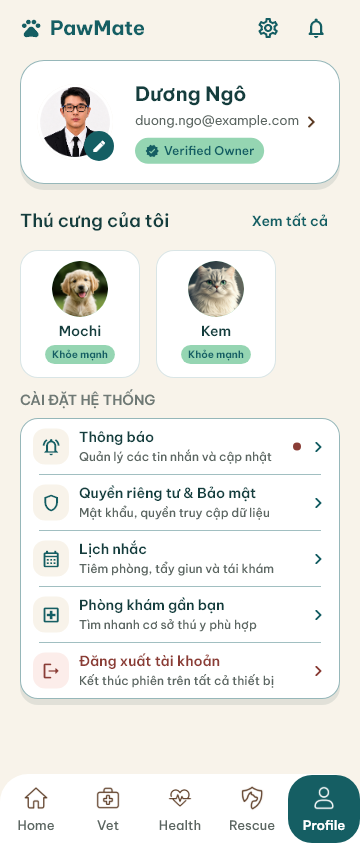 PawMate
Dương Ngô
duong.ngo@example.com
Verified Owner
Thú cưng của tôi
Xem tất cả
Mochi
Khỏe mạnh
Kem
Khỏe mạnh
CÀI ĐẶT HỆ THỐNG
Thông báo
Quản lý các tin nhắn và cập nhật
Quyền riêng tư & Bảo mật
Mật khẩu, quyền truy cập dữ liệu
Lịch nhắc
Tiêm phòng, tẩy giun và tái khám
Phòng khám gần bạn
Tìm nhanh cơ sở thú y phù hợp
Đăng xuất tài khoản
Kết thúc phiên trên tất cả thiết bị
Home
Vet
Health
Rescue
Profile